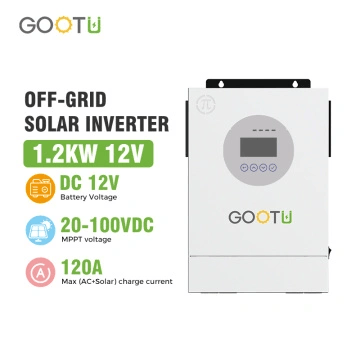 GOOTU
OFF-GRID
SOLAR INVERTER
1.2KW 12V
DC 12V
Battery Voltage
20-100VDC
MPPT voltage
120A
Max (AC+Solar) charge current
GOOTU